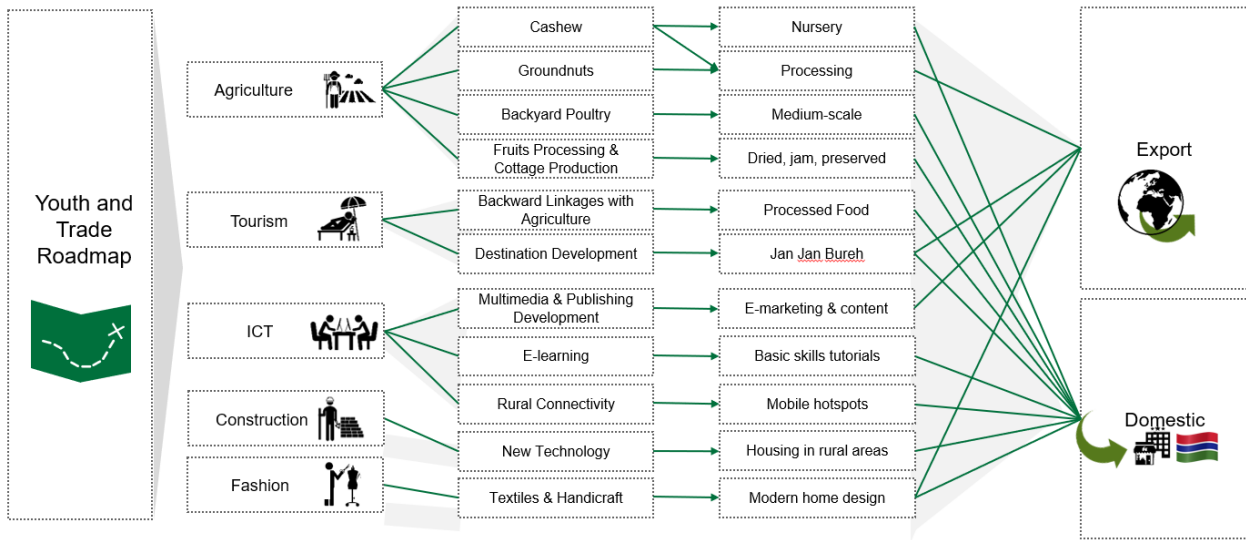 Youth and
Trade
Roadmap
Agriculture
Tourism
ICT
Construction
Fashion
Cashew
Groundnuts
Backyard Poultry
Fruits Processing &
Cottage Production
Backward Linkages with
Agriculture
Destination Development
Multimedia & Publishing
Development
E-learning
Rural Connectivity
New Technology
Textiles & Handicraft
Nursery
Processing
Medium-scale
Dried, jam, preserved
Processed Food
Jan Jan Bureh
E-marketing & content
Basic skills tutorials
Mobile hotspots
Housing in rural areas
Modern home design
Export
Domestic